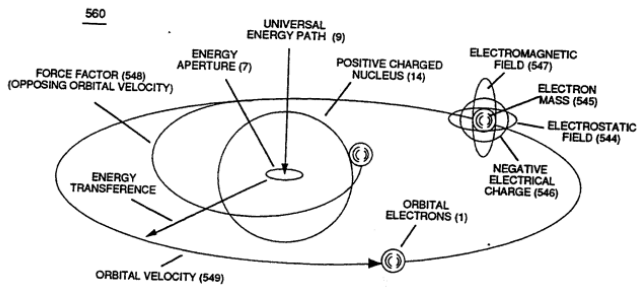 560
UNIVERSAL
ENERGY PATH (9)
ENERGY
APERTURE (7)
POSITIVE CHARGED
NUCLEUS (14)
ELECTROMAGNETIC
FIELD (547)
FORCE FACTOR (548)
(OPPOSING ORBITAL VELOCITY)
ELECTRON
MASS (545)
ELECTROSTATIC
FIELD (544)
NEGATIVE
ELECTRICAL
CHARGE (546)
ENERGY
TRANSFERENCE
ORBITAL
ELECTRONS (1)
ORBITAL VELOCITY (549)